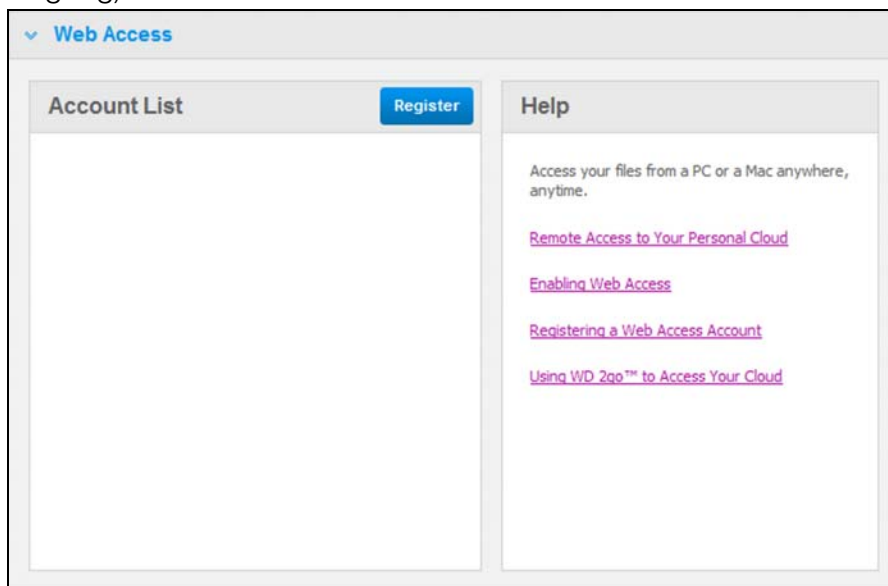 Web Access
Account List
Register
Help
Access your files from a PC or a Mac anywhere,
anytime.
Remote Access to Your Personal Cloud
Enabling Web Access
Registering a Web Access Account
Using WD 2go™ to Access Your Cloud